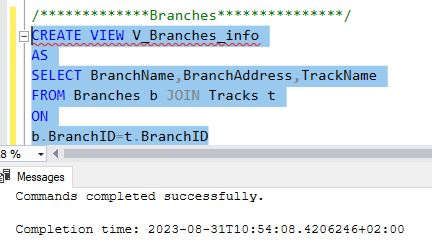 /*************Branches***************/
CREATE VIEW V_Branches_info
AS
SELECT BranchName,BranchAddress,TrackName
FROM Branches b JOIN Tracks t
ON
b.BranchID=t.BranchID
8 %
Messages
Commands completed successfully.
Completion time: 2023-08-31T10:54:08.4206246+02:00